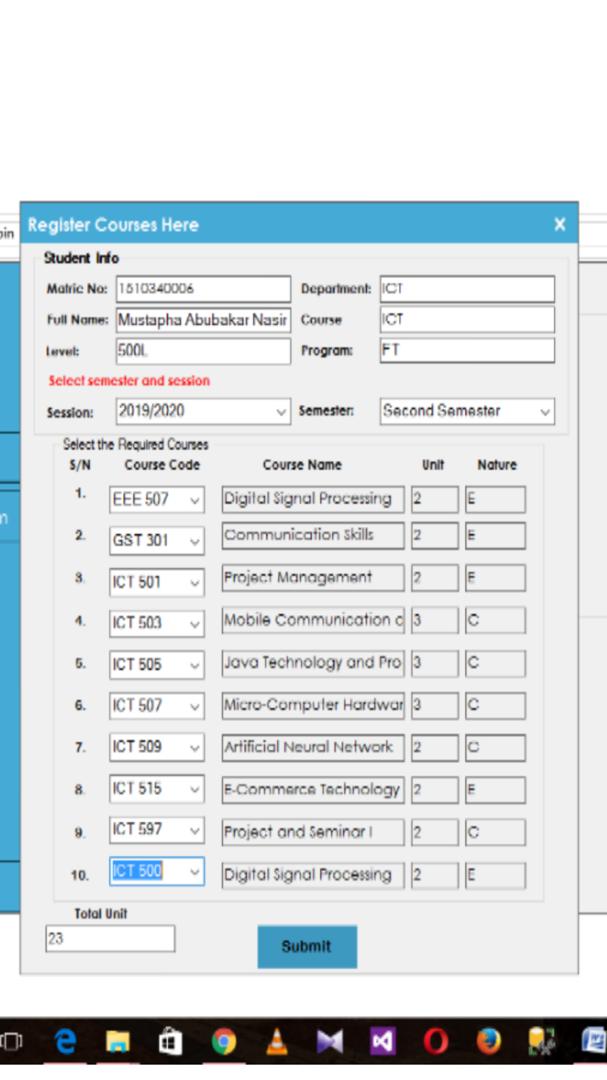 Register Courses Here X
Student Info
Matric No: 1510340006 Department: ICT
Full Name: Mustapha Abubakar Nasir Course ICT
Level: 500L Program: FT
Select semester and session
Session: 2019/2020 Semester: Second Semester
Select the Required Courses
S/N Course Code Course Name Unit Nature
1. EEE 507 Digital Signal Processing 2 E
2. GST 301 Communication Skills 2 E
3. ICT 501 Project Management 2 E
4. ICT 503 Mobile Communication 3 C
5. ICT 505 Java Technology and Pro 3 C
6. ICT 507 Micro-Computer Hardwar 3 C
7. ICT 509 Artificial Neural Network 2 C
8. ICT 515 E-Commerce Technology 2 E
9. ICT 597 Project and Seminar I 2 C
10. ICT 500 Digital Signal Processing 2 E
Total Unit
23
Submit